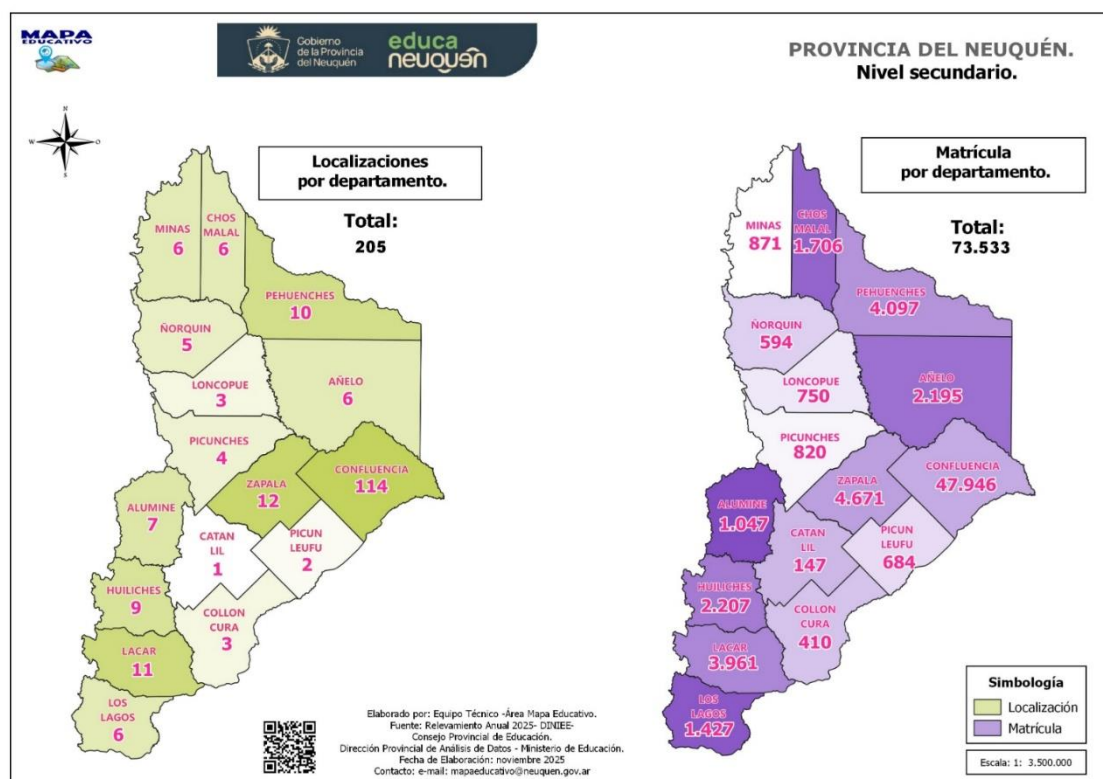 MAPA
EDUCATIVO
Gobierno
de la Provincia
del Neuquén
educa
neuquén
PROVINCIA DEL NEUQUÉN.
Nivel secundario.
N
W
O
S
Localizaciones
por departamento.
Total:
205
MINAS
6
CHOS
MALAL
6
PEHUENCHES
10
ÑORQUIN
5
LONCOPUE
3
AÑELO
6
PICUNCHES
4
ZAPALA
12
CONFLUENCIA
114
ALUMINE
7
CATAN
LIL
1
PICUN
LEUFU
2
HUILICHES
9
COLLON
CURA
3
LACAR
11
LOS
LAGOS
6
Matrícula
por departamento.
Total:
73.533
MINAS
871
CHOS
MALAL
1.706
PEHUENCHES
4.097
ÑORQUIN
594
LONCOPUE
750
AÑELO
2.195
PICUNCHES
820
ZAPALA
4.671
CONFLUENCIA
47.946
ALUMINE
1.047
CATAN
LIL
147
PICUN
LEUFU
684
HUILICHES
2.207
COLLON
CURA
410
LACAR
3.961
LOS
LAGOS
1.427
Elaborado por: Equipo Técnico -Área Mapa Educativo.
Fuente: Relevamiento Anual 2025- DINIEE-
Consejo Provincial de Educación.
Dirección Provincial de Análisis de Datos - Ministerio de Educación.
Fecha de Elaboración: noviembre 2025
Contacto: e-mail: mapaeducativo@neuquen.gov.ar
Simbología
Localización
Matrícula
Escala: 1: 3.500.000